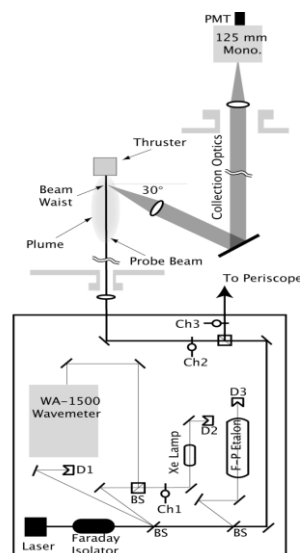 PMT
125 mm
Mono.
Thruster
Collection Optics
Beam
Waist
30°
Plume
Probe Beam
To Periscope
Ch3
Ch2
WA-1500
Wavemeter
D3
D2
Xe Lamp
F-P Etalon
D1
BS
Ch1
Laser
Faraday
Isolator
BS
BS